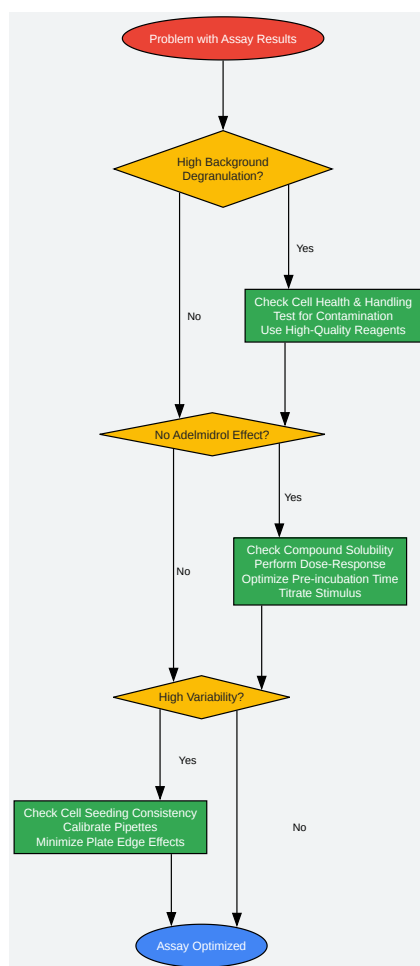 Problem with Assay Results
High Background
Degranulation?
Yes
No
Check Cell Health & Handling
Test for Contamination
Use High-Quality Reagents
No Adelmidrol Effect?
Yes
No
Check Compound Solubility
Perform Dose-Response
Optimize Pre-incubation Time
Titrate Stimulus
High Variability?
Yes
No
Check Cell Seeding Consistency
Calibrate Pipettes
Minimize Plate Edge Effects
Assay Optimized